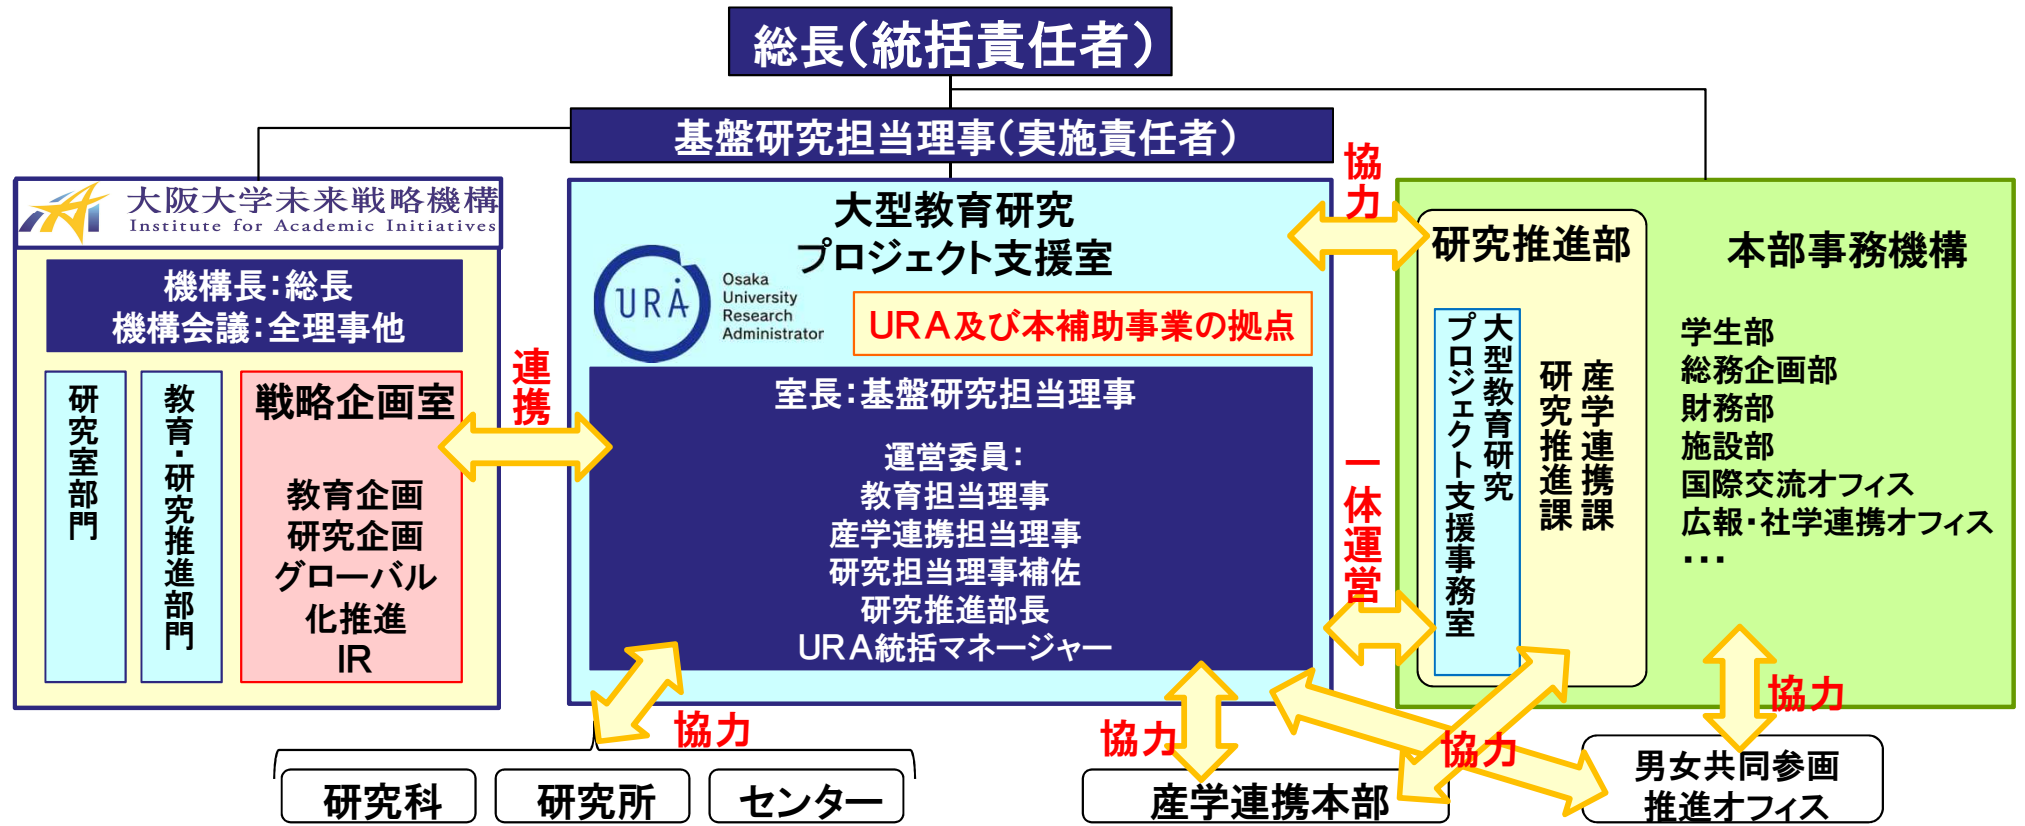 総長（統括責任者）
基盤研究担当理事（実施責任者）
大阪大学未来戦略機構
Institute for Academic Initiatives
機構長：総長
機構会議：全理事他
研究室部門
教育・研究推進部門
戦略企画室
教育企画
研究企画
グローバル
化推進
IR
連携
大型教育研究
プロジェクト支援室
URA
Osaka
University
Research
Administrator
URA及び本補助事業の拠点
室長：基盤研究担当理事
運営委員：
教育担当理事
産学連携担当理事
研究担当理事補佐
研究推進部長
URA統括マネージャー
協力
一体運営
研究推進部
大型教育研究
プロジェクト支援事務室
産学連携課
研究推進課
本部事務機構
学生部
総務企画部
財務部
施設部
国際交流オフィス
広報・社学連携オフィス
・・・
協力
協力
協力
協力
研究科
研究所
センター
産学連携本部
男女共同参画
推進オフィス